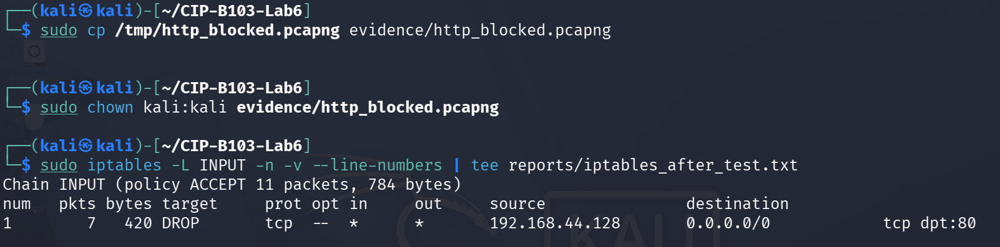 ┌──(kali㉿kali)-[~/CIP-B103-Lab6]
└─$ sudo cp /tmp/http_blocked.pcapng evidence/http_blocked.pcapng
┌──(kali㉿kali)-[~/CIP-B103-Lab6]
└─$ sudo chown kali:kali evidence/http_blocked.pcapng
┌──(kali㉿kali)-[~/CIP-B103-Lab6]
└─$ sudo iptables -L INPUT -n -v --line-numbers | tee reports/iptables_after_test.txt
Chain INPUT (policy ACCEPT 11 packets, 784 bytes)
num   pkts bytes target     prot opt in      out     source               destination
1        7   420 DROP       tcp  --  *      *       192.168.44.128       0.0.0.0/0            tcp dpt:80
KALI